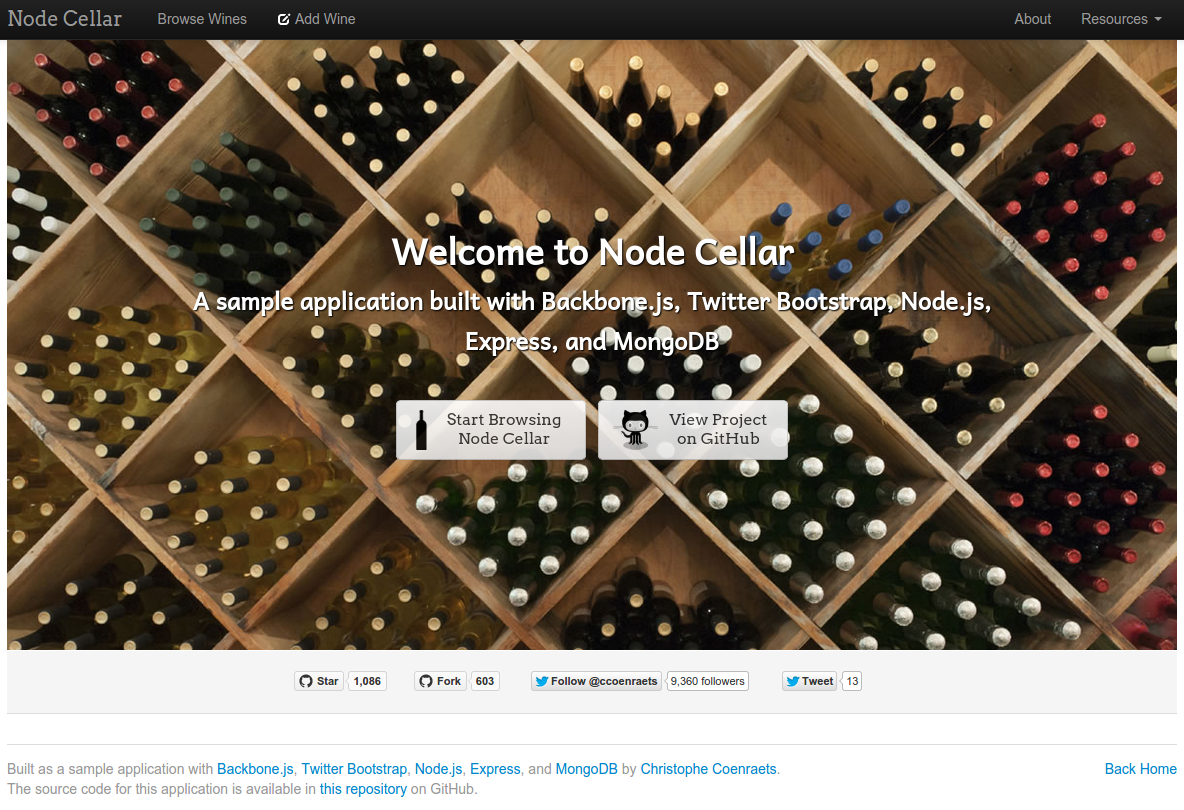 Node Cellar Browse Wines Add Wine About Resources
Welcome to Node Cellar
A sample application built with Backbone.js, Twitter Bootstrap, Node.js,
Express, and MongoDB
Start Browsing
Node Cellar
View Project
on GitHub
Star 1,086 Fork 603 Follow @ccoenraets 9,360 followers Tweet 13
Built as a sample application with Backbone.js, Twitter Bootstrap, Node.js, Express, and MongoDB by Christophe Coenraets. Back Home
The source code for this application is available in this repository on GitHub.